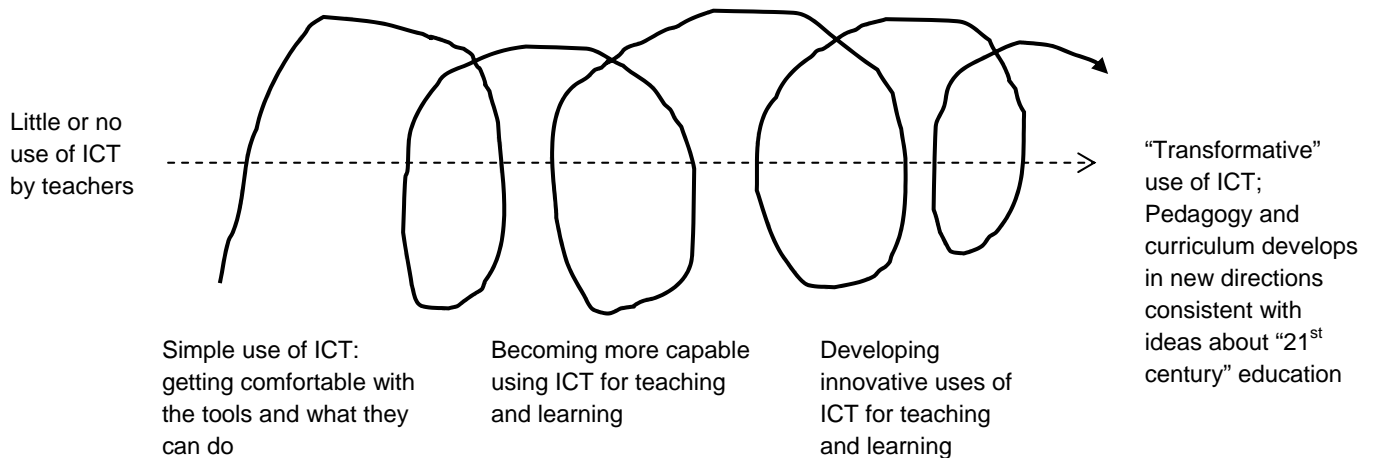 Little or no
use of ICT
by teachers
Simple use of ICT:
getting comfortable with
the tools and what they
can do
Becoming more capable
using ICT for teaching
and learning
Developing
innovative uses of
ICT for teaching
and learning
“Transformative”
use of ICT;
Pedagogy and
curriculum develops
in new directions
consistent with
ideas about “21st
century” education